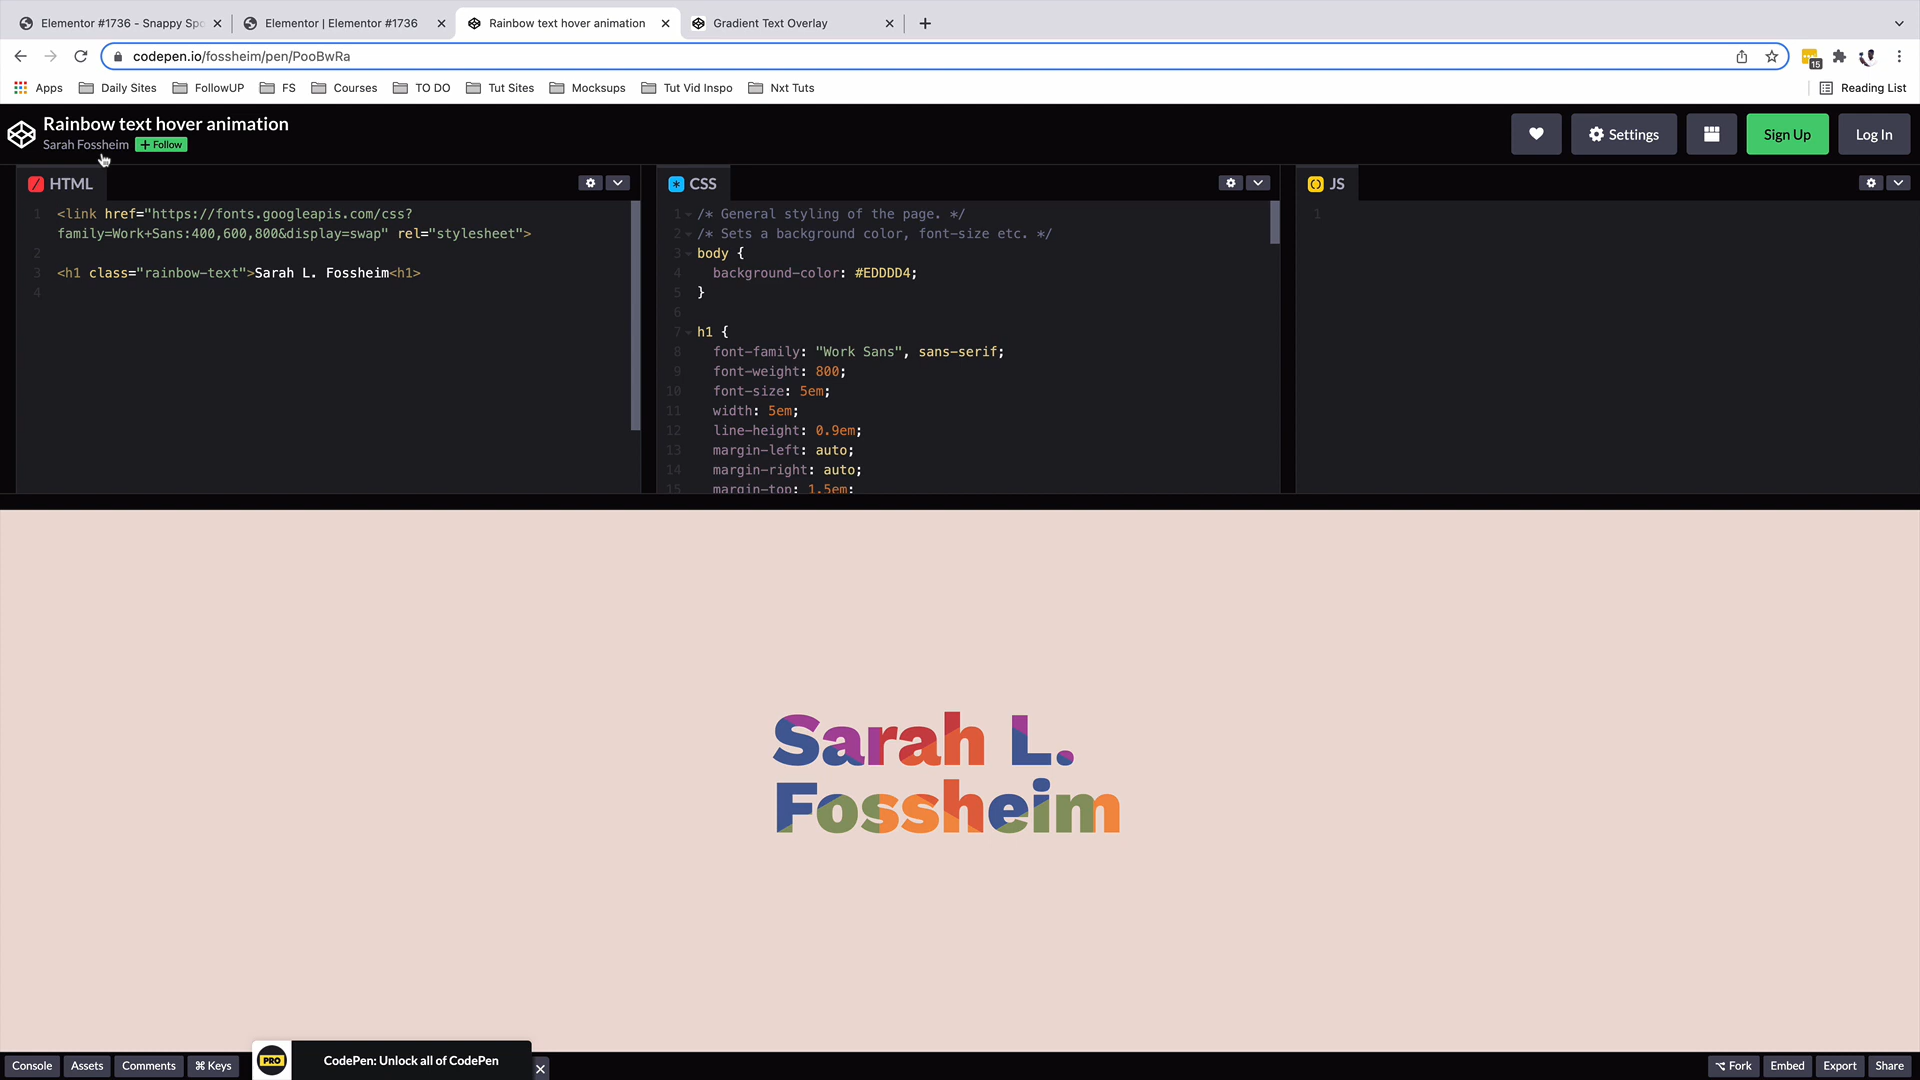 Elementor #1736 - Snappy Spo
Elementor | Elementor #1736
Rainbow text hover animation
Gradient Text Overlay
codepen.io/fossheim/pen/PooBwRa
15
Apps
Daily Sites
FollowUP
FS
Courses
TO DO
Tut Sites
Mocksups
Tut Vid Inspo
Nxt Tuts
Reading List
Rainbow text hover animation
Sarah Fossheim
+ Follow
Settings
Sign Up
Log In
HTML
1 <link href="https://fonts.googleapis.com/css?
family=Work+Sans:400,600,800&display=swap" rel="stylesheet">
2
3 <h1 class="rainbow-text">Sarah L. Fossheim<h1>
4
CSS
1 /* General styling of the page. */
2 /* Sets a background color, font-size etc. */
3 body {
4 background-color: #EDDDD4;
5 }
6
7 h1 {
8 font-family: "Work Sans", sans-serif;
9 font-weight: 800;
10 font-size: 5em;
11 width: 5em;
12 line-height: 0.9em;
13 margin-left: auto;
14 margin-right: auto;
15 margin-top: 1.5em;
JS
1
Sarah L.
Fossheim
Console
Assets
Comments
⌘ Keys
PRO
CodePen: Unlock all of CodePen
Fork
Embed
Export
Share